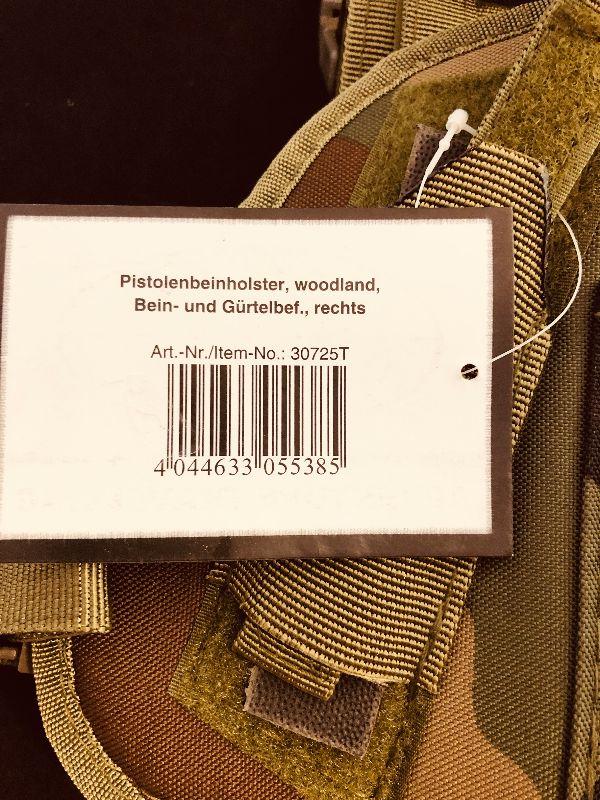 Pistolenbeinholster, woodland,
Bein- und Gürtelbef., rechts
Art.-Nr./Item-No.: 30725T
4 044633 055385